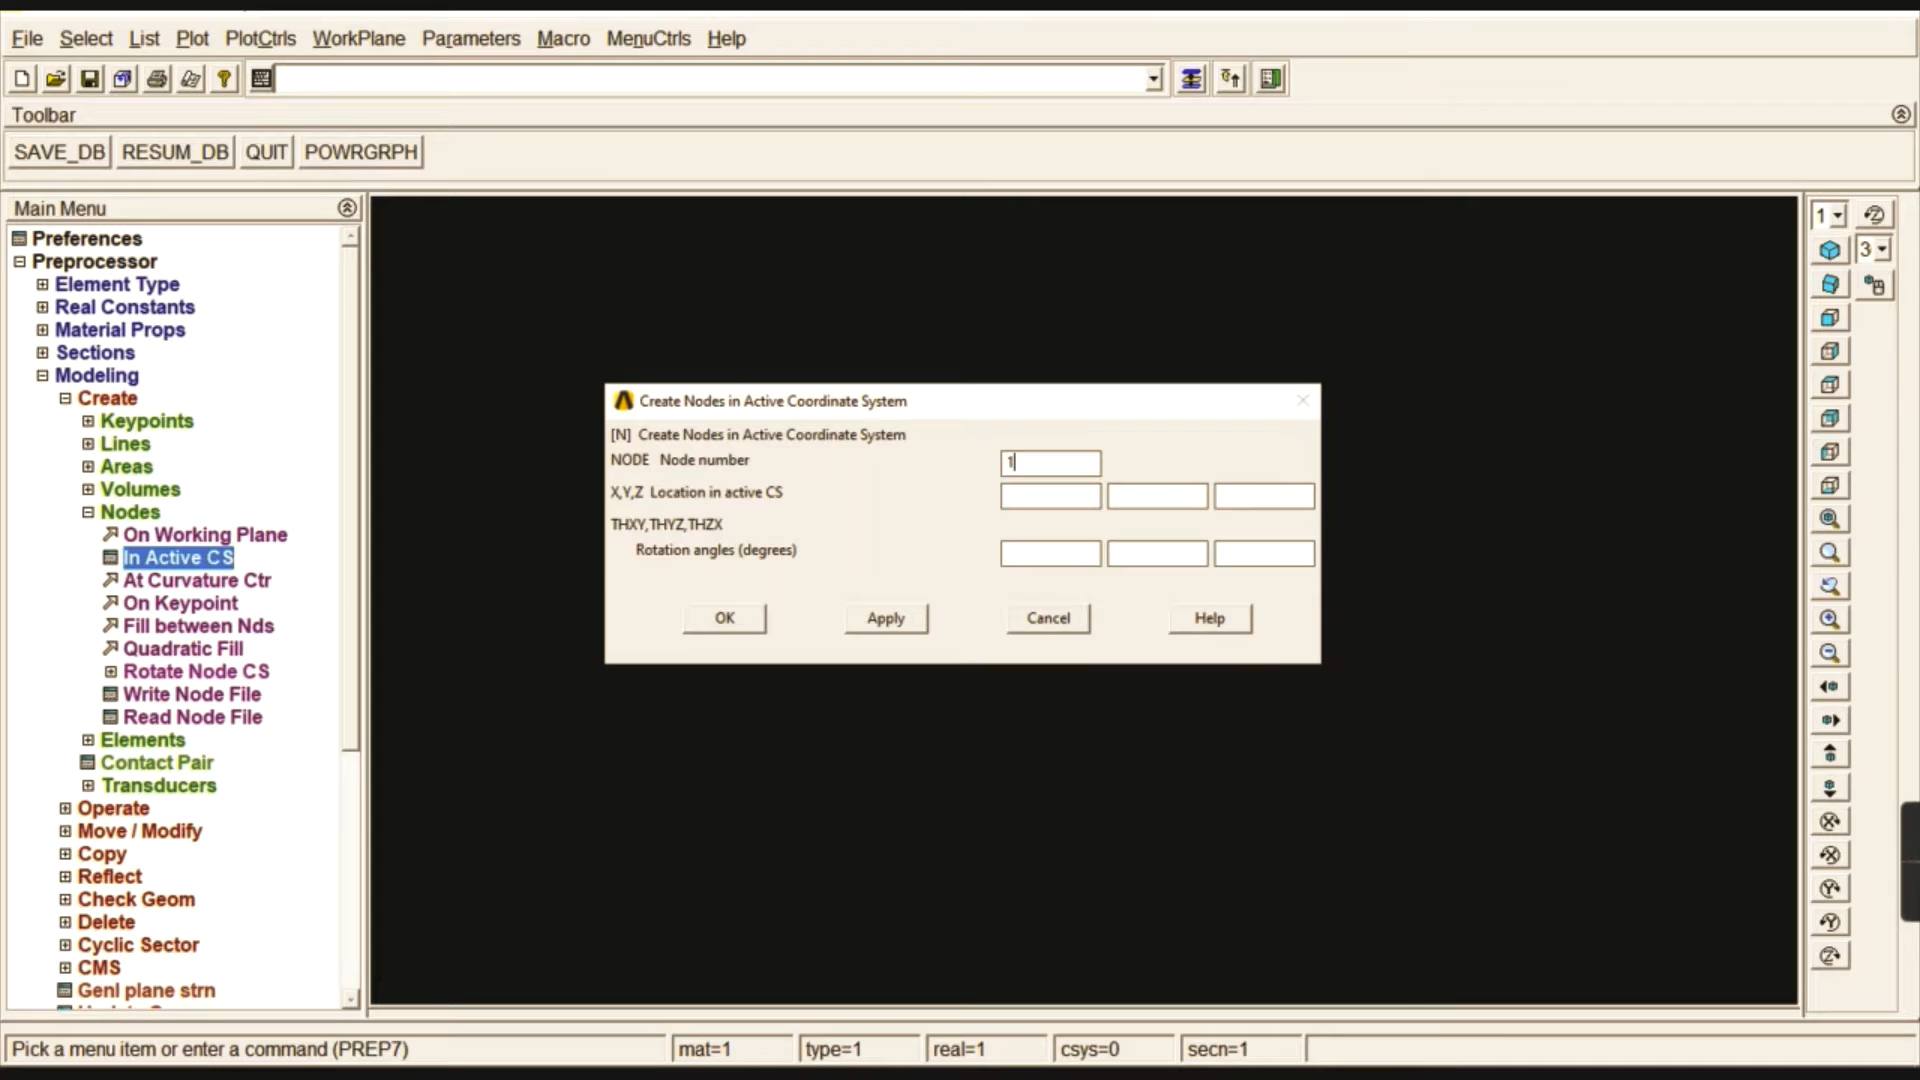 File Select List Plot PlotCtrls WorkPlane Parameters Macro MenuCtrls Help
Toolbar
SAVE_DB RESUM_DB QUIT POWRGRPH
Main Menu
Preferences
Preprocessor
Element Type
Real Constants
Material Props
Sections
Modeling
Create
Keypoints
Lines
Areas
Volumes
Nodes
On Working Plane
In Active CS
At Curvature Ctr
On Keypoint
Fill between Nds
Quadratic Fill
Rotate Node CS
Write Node File
Read Node File
Elements
Contact Pair
Transducers
Operate
Move / Modify
Copy
Reflect
Check Geom
Delete
Cyclic Sector
CMS
Genl plane strn
Create Nodes in Active Coordinate System
[N] Create Nodes in Active Coordinate System
NODE Node number 1
X,Y,Z Location in active CS
THXY,THYZ,THZX
Rotation angles (degrees)
OK Apply Cancel Help
1
3
Pick a menu item or enter a command (PREP7) mat=1 type=1 real=1 csys=0 secn=1